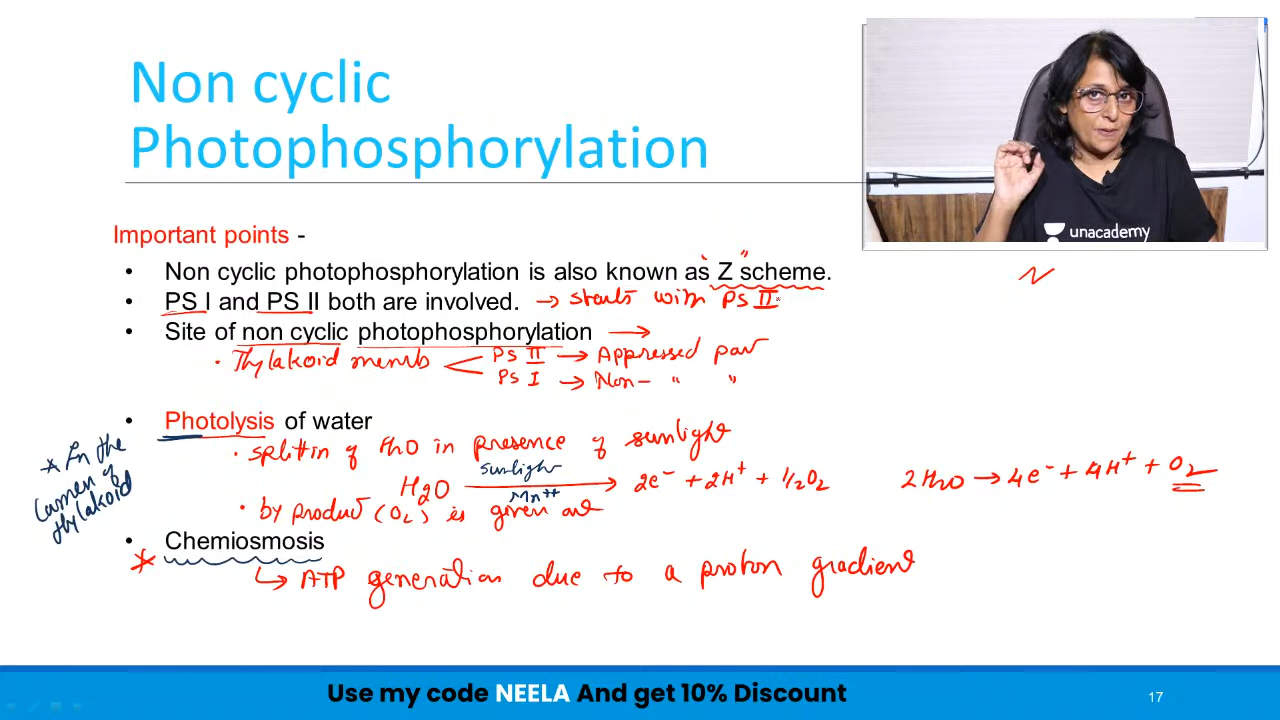 Non cyclic
Photophosphorylation
unacademy
Important points -
• Non cyclic photophosphorylation is also known as "Z scheme".
• PS I and PS II both are involved. → starts with PS II
• Site of non cyclic photophosphorylation →
• Thylakoid memb < PS II → Appressed part
PS I → Non- " "
• Photolysis of water
• splittin of H2O in presence of sunlight
H2O sunlight Mn++ → 2e- + 2H+ + 1/2O2
2H2O → 4e- + 4H+ + O2
• by product (O2) is given out
* In the
lumen of
thylakoid
• Chemiosmosis
* ↳ ATP generation due to a proton gradient
Use my code NEELA And get 10% Discount
17